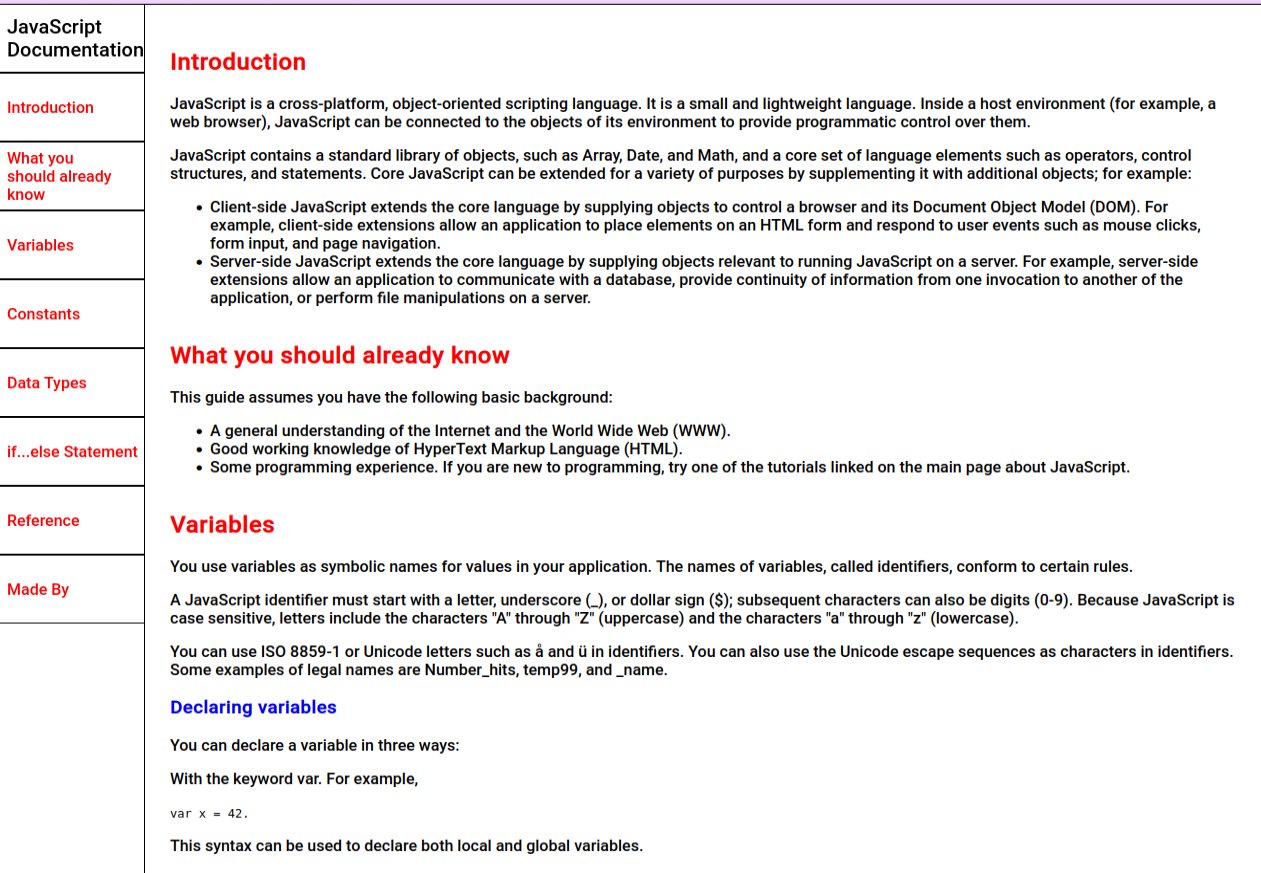 JavaScript
Documentation
Introduction
What you
should already
know
Variables
Constants
Data Types
if...else Statement
Reference
Made By
Introduction
JavaScript is a cross-platform, object-oriented scripting language. It is a small and lightweight language. Inside a host environment (for example, a
web browser), JavaScript can be connected to the objects of its environment to provide programmatic control over them.
JavaScript contains a standard library of objects, such as Array, Date, and Math, and a core set of language elements such as operators, control
structures, and statements. Core JavaScript can be extended for a variety of purposes by supplementing it with additional objects; for example:
• Client-side JavaScript extends the core language by supplying objects to control a browser and its Document Object Model (DOM). For
example, client-side extensions allow an application to place elements on an HTML form and respond to user events such as mouse clicks,
form input, and page navigation.
• Server-side JavaScript extends the core language by supplying objects relevant to running JavaScript on a server. For example, server-side
extensions allow an application to communicate with a database, provide continuity of information from one invocation to another of the
application, or perform file manipulations on a server.
What you should already know
This guide assumes you have the following basic background:
• A general understanding of the Internet and the World Wide Web (WWW).
• Good working knowledge of HyperText Markup Language (HTML).
• Some programming experience. If you are new to programming, try one of the tutorials linked on the main page about JavaScript.
Variables
You use variables as symbolic names for values in your application. The names of variables, called identifiers, conform to certain rules.
A JavaScript identifier must start with a letter, underscore (_), or dollar sign ($); subsequent characters can also be digits (0-9). Because JavaScript is
case sensitive, letters include the characters "A" through "Z" (uppercase) and the characters "a" through "z" (lowercase).
You can use ISO 8859-1 or Unicode letters such as å and ü in identifiers. You can also use the Unicode escape sequences as characters in identifiers.
Some examples of legal names are Number_hits, temp99, and _name.
Declaring variables
You can declare a variable in three ways:
With the keyword var. For example,
var x = 42.
This syntax can be used to declare both local and global variables.